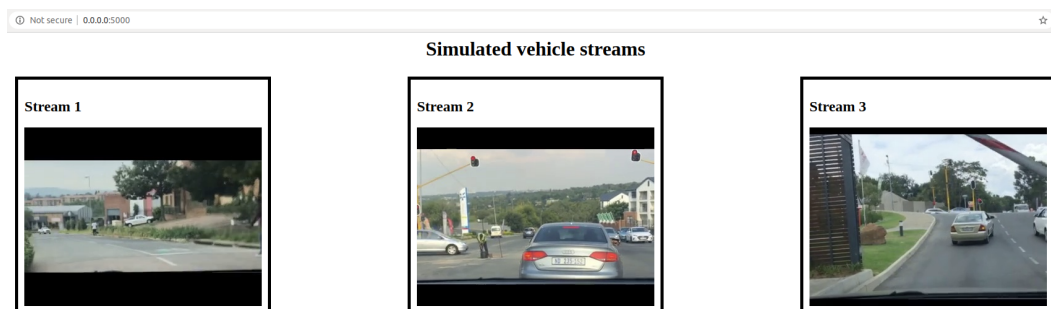 Not secure | 0.0.0.0:5000
Simulated vehicle streams
Stream 1
Stream 2
Stream 3